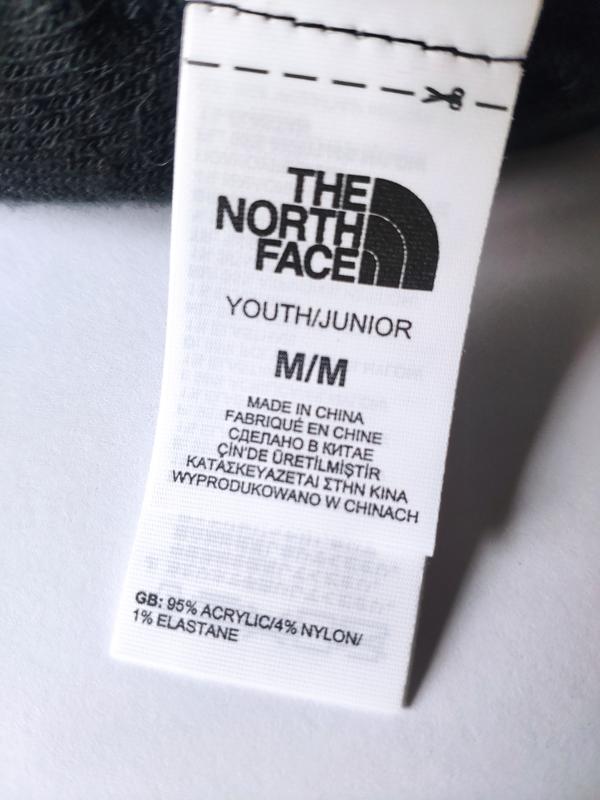 THE
NORTH
FACE
YOUTH/JUNIOR
M/M
MADE IN CHINA
FABRIQUÉ EN CHINE
СДЕЛАНО В КИТАЕ
ÇİN'DE ÜRETİLMİŞTİR
ΚΑΤΑΣΚΕΥΑΖΕΤΑΙ ΣΤΗΝ ΚΙΝΑ
WYPRODUKOWANO W CHINACH
GB: 95% ACRYLIC/4% NYLON/
1% ELASTANE